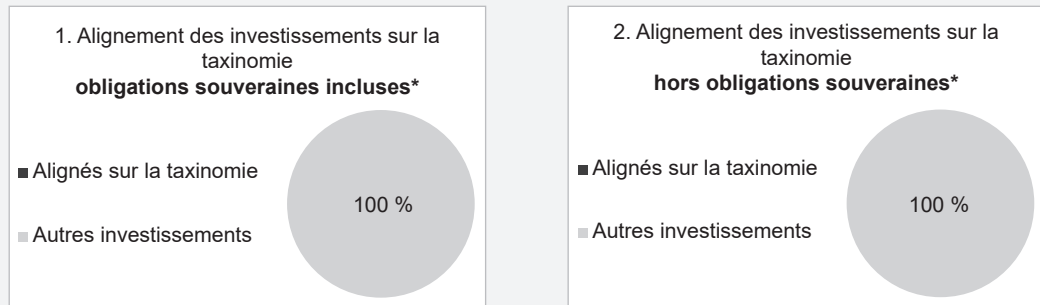 1. Alignement des investissements sur la
taxinomie
obligations souveraines incluses*
Alignés sur la taxinomie
Autres investissements
100 %
2. Alignement des investissements sur la
taxinomie
hors obligations souveraines*
Alignés sur la taxinomie
Autres investissements
100 %